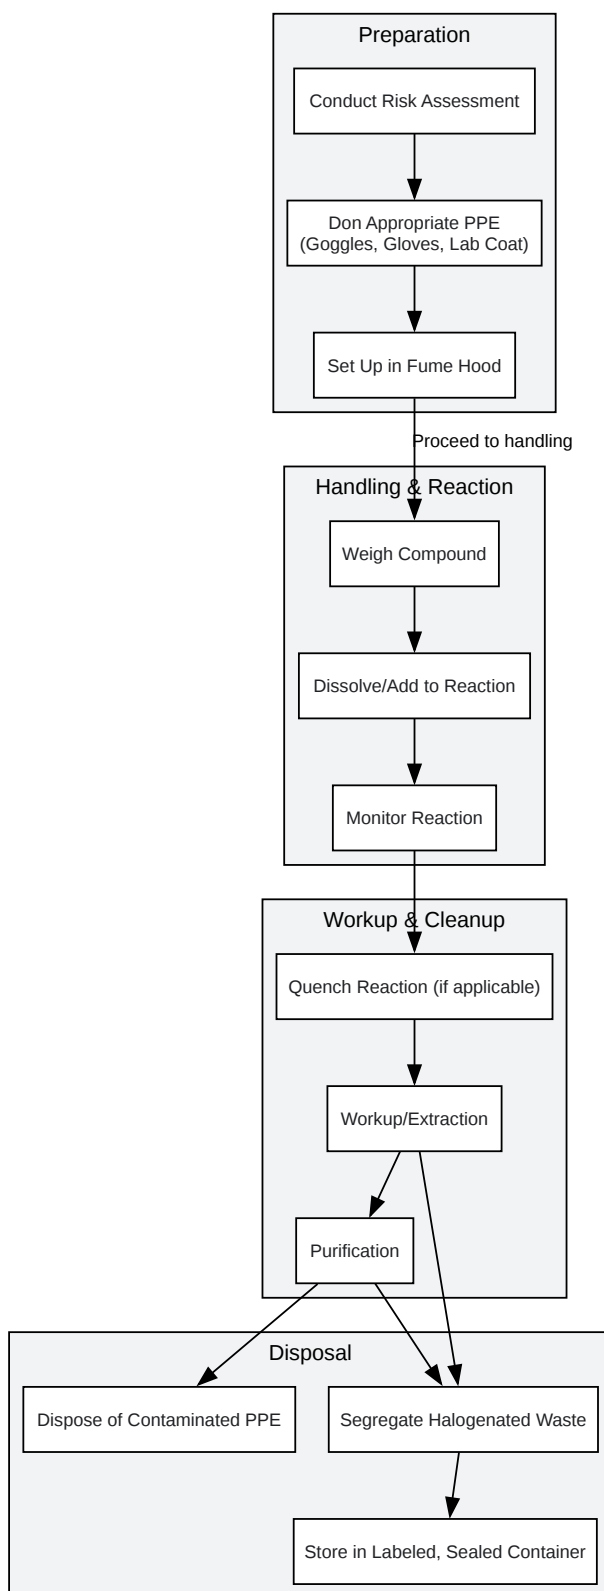 Preparation
Conduct Risk Assessment
Don Appropriate PPE
(Goggles, Gloves, Lab Coat)
Set Up in Fume Hood
Proceed to handling
Handling & Reaction
Weigh Compound
Dissolve/Add to Reaction
Monitor Reaction
Workup & Cleanup
Quench Reaction (if applicable)
Workup/Extraction
Purification
Disposal
Dispose of Contaminated PPE
Segregate Halogenated Waste
Store in Labeled, Sealed Container